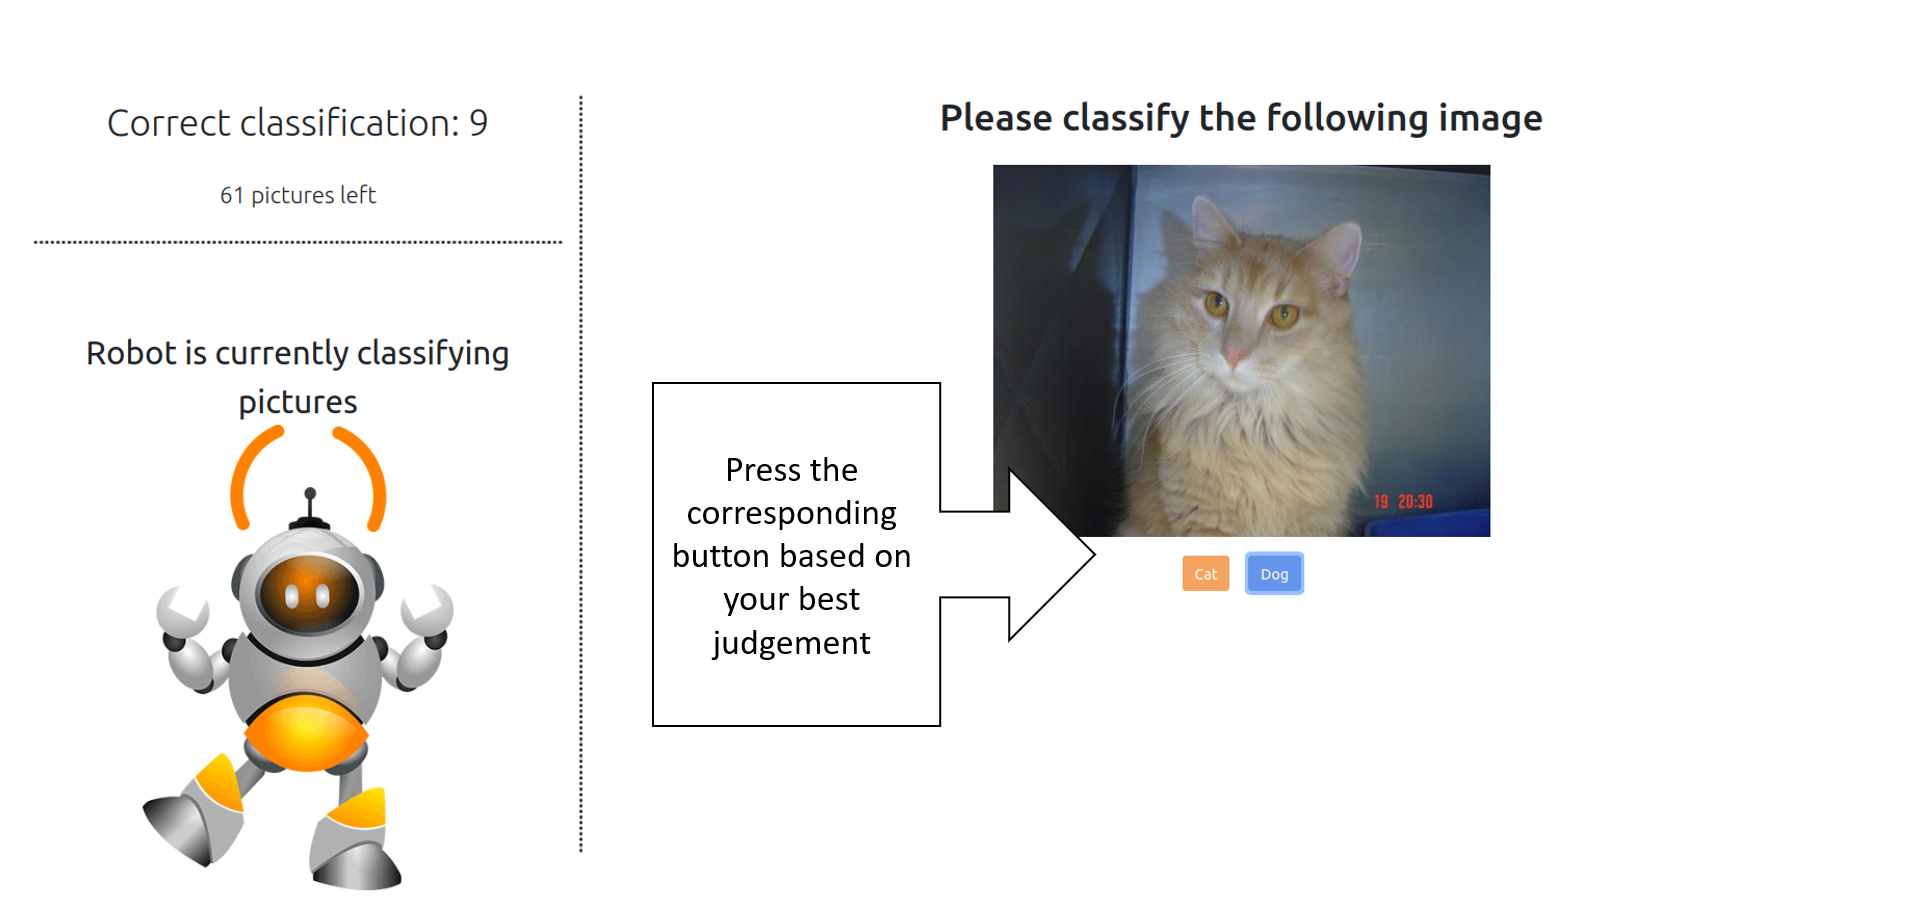 Correct classification: 9
61 pictures left
Robot is currently classifying
pictures
Please classify the following image
19 20:30
Cat
Dog
Press the
corresponding
button based on
your best
judgement